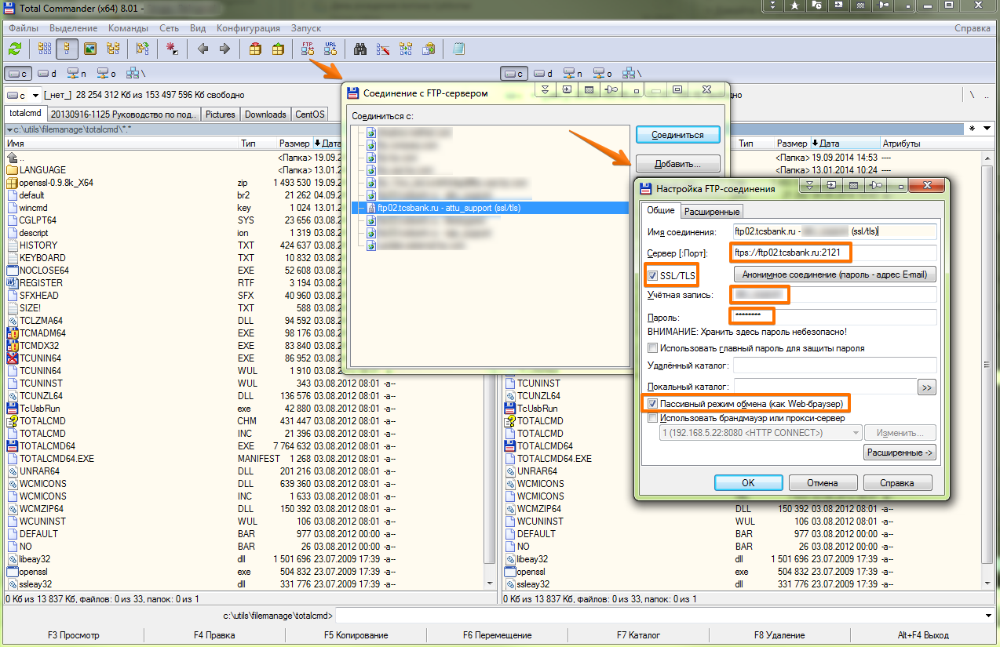 Total Commander (x64) 8.01 -
Файлы Выделение Команды Сеть Вид Конфигурация Запуск Справка
FTP URL
c d n o \
c d n o \
c [_нет_] 28 254 312 Кб из 153 497 596 Кб свободно
\ ..
totalcmd 20130916-1125 Руководство по под.. Pictures Downloads CentOS
c:\utils\filemanage\totalcmd\*.*
* ▼
Имя Тип Размер Дата
.. <Папка> 19.09.2
LANGUAGE <Папка> 13.01.2
openssl-0.9.8k_X64 zip 1 493 530 19.09.2
default br2 21 262 04.09.2
wincmd key 1 024 13.01.2
CGLPT64 SYS 23 656 03.08.2
descript ion 1 319 03.08.2
HISTORY TXT 424 637 03.08.2
KEYBOARD TXT 10 832 03.08.2
NOCLOSE64 EXE 52 608 03.08.2
REGISTER RTF 3 194 03.08.2
SFXHEAD SFX 40 960 03.08.2
SIZE! TXT 588 03.08.2
TCLZMA64 DLL 94 592 03.08.2
TCMADM64 EXE 98 176 03.08.2
TCMDX32 EXE 83 840 03.08.2
TCUNIN64 EXE 86 952 03.08.2
TCUNIN64 WUL 1 910 03.08.2
TCUNINST WUL 343 03.08.2012 08:01 -a--
TCUNZL64 DLL 136 576 03.08.2012 08:01 -a--
TcUsbRun exe 42 880 03.08.2012 08:01 -a--
TOTALCMD CHM 431 447 03.08.2012 08:01 -a--
TOTALCMD INC 21 396 03.08.2012 08:01 -a--
TOTALCMD64 EXE 7 764 632 03.08.2012 08:01 -a--
TOTALCMD64.EXE MANIFEST 1 268 03.08.2012 08:01 -a--
UNRAR64 DLL 201 216 03.08.2012 08:01 -a--
WCMICONS DLL 639 360 03.08.2012 08:01 -a--
WCMICONS INC 1 633 03.08.2012 08:01 -a--
WCMZIP64 DLL 150 392 03.08.2012 08:01 -a--
WCUNINST WUL 106 03.08.2012 08:01 -a--
DEFAULT BAR 977 03.08.2012 00:00 -a--
NO BAR 26 03.08.2012 00:00 -a--
libeay32 dll 1 501 696 23.07.2009 17:39 -a--
openssl exe 504 832 23.07.2009 17:39 -a--
ssleay32 dll 331 776 23.07.2009 17:39 -a--
0 Кб из 13 837 Кб, файлов: 0 из 33, папок: 0 из 1
Тип Размер Дата Атрибуты
<Папка> 19.09.2014 14:53 ----
<Папка> 13.01.2014 10:24 ----
TCUNINST
TCUNZL64
TcUsbRun
TOTALCMD
TOTALCMD
TOTALCMD64
TOTALCMD64.EXE
UNRAR64
WCMICONS
WCMICONS
WCMZIP64 DLL 150 392 03.08.2012 08:01 -a--
WCUNINST WUL 106 03.08.2012 08:01 -a--
DEFAULT BAR 977 03.08.2012 00:00 -a--
NO BAR 26 03.08.2012 00:00 -a--
libeay32 dll 1 501 696 23.07.2009 17:39 -a--
openssl exe 504 832 23.07.2009 17:39 -a--
ssleay32 dll 331 776 23.07.2009 17:39 -a--
0 Кб из 13 837 Кб, файлов: 0 из 33, папок: 0 из 1
Соединение с FTP-сервером
Соединиться с:
ftp02.tcsbank.ru - attu_support (ssl/tls)
Соединиться
Добавить...
Настройка FTP-соединения
Общие Расширенные
Имя соединения: ftp02.tcsbank.ru - (ssl/tls)
Сервер [:Порт]: ftps://ftp02.tcsbank.ru:2121
SSL/TLS Анонимное соединение (пароль - адрес E-mail)
Учётная запись:
Пароль: ********
ВНИМАНИЕ: Хранить здесь пароль небезопасно!
Использовать главный пароль для защиты пароля
Удалённый каталог:
Локальный каталог: >>
Пассивный режим обмена (как Web-браузер)
Использовать брандмауэр или прокси-сервер
1 (192.168.5.22:8080 <HTTP CONNECT>) Изменить...
Расширенные ->
OK Отмена Справка
c:\utils\filemanage\totalcmd>
F3 Просмотр F4 Правка F5 Копирование F6 Перемещение F7 Каталог F8 Удаление Alt+F4 Выход